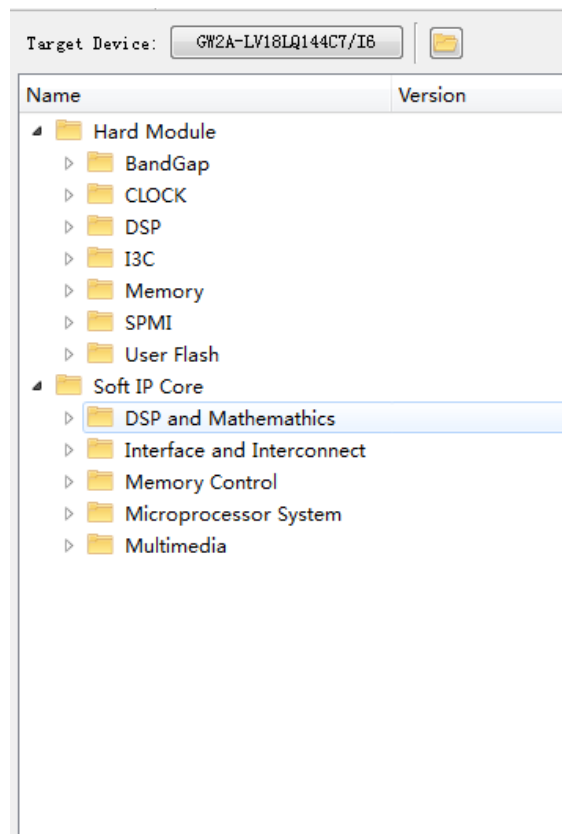 Target Device: GW2A-LV18LQ144C7/I6
Name Version
Hard Module
BandGap
CLOCK
DSP
I3C
Memory
SPMI
User Flash
Soft IP Core
DSP and Mathemathics
Interface and Interconnect
Memory Control
Microprocessor System
Multimedia